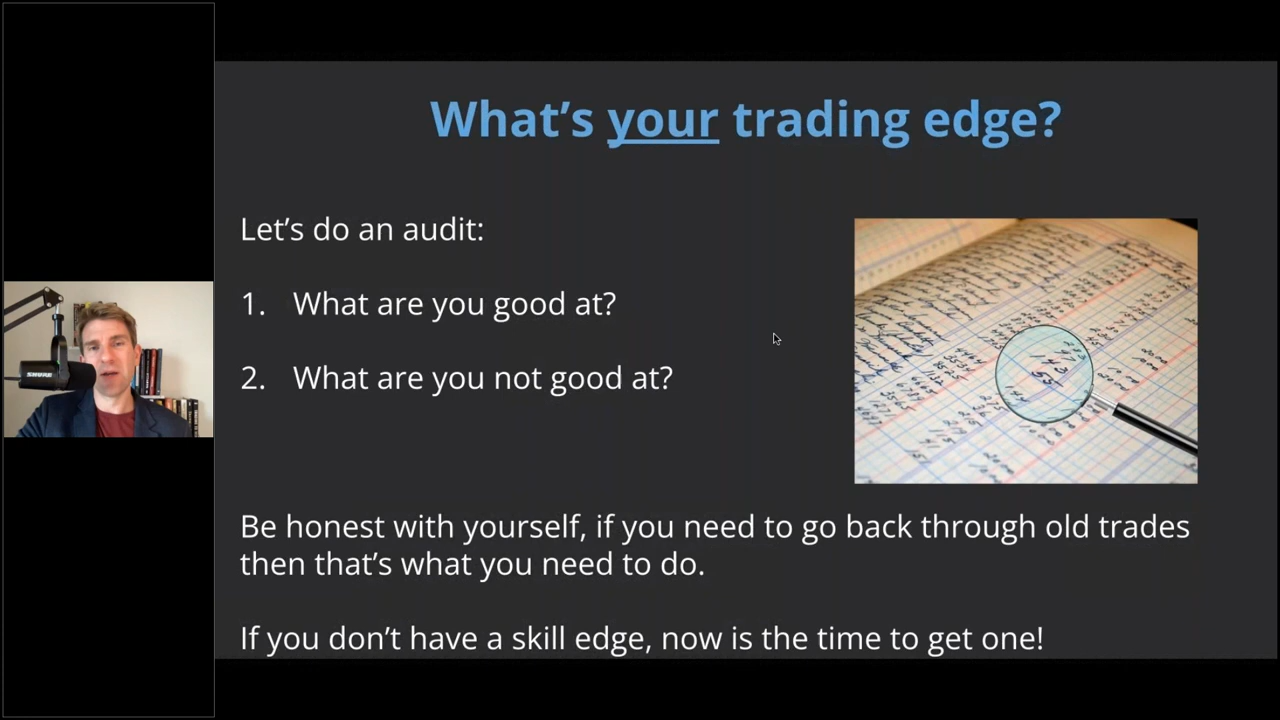 What's your trading edge?
Let's do an audit:
1. What are you good at?
2. What are you not good at?
Be honest with yourself, if you need to go back through old trades
then that's what you need to do.
If you don't have a skill edge, now is the time to get one!
SHURE